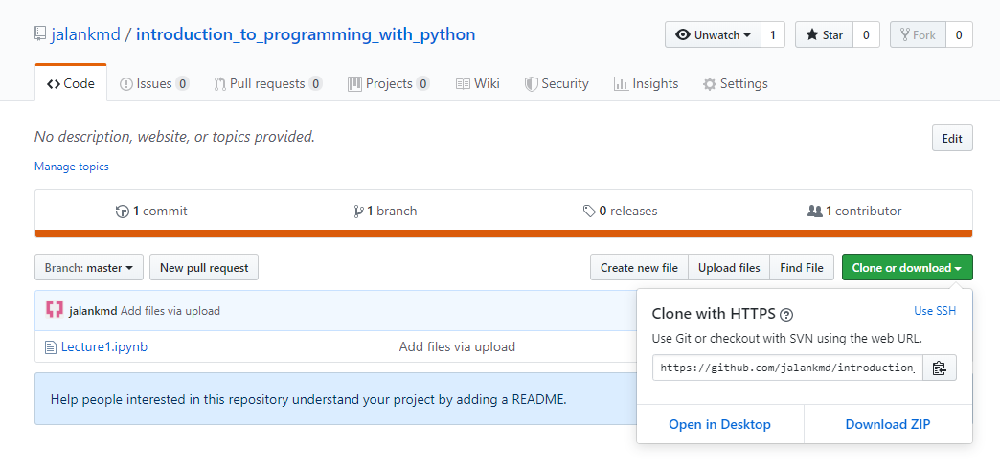 jalankmd / introduction_to_programming_with_python
Unwatch 1 Star 0 Fork 0
Code Issues 0 Pull requests 0 Projects 0 Wiki Security Insights Settings
No description, website, or topics provided.
Edit
Manage topics
1 commit 1 branch 0 releases 1 contributor
Branch: master New pull request Create new file Upload files Find File Clone or download
jalankmd Add files via upload
Lecture1.ipynb Add files via upload
Help people interested in this repository understand your project by adding a README.
Clone with HTTPS ? Use SSH
Use Git or checkout with SVN using the web URL.
https://github.com/jalankmd/introduction_
Open in Desktop Download ZIP